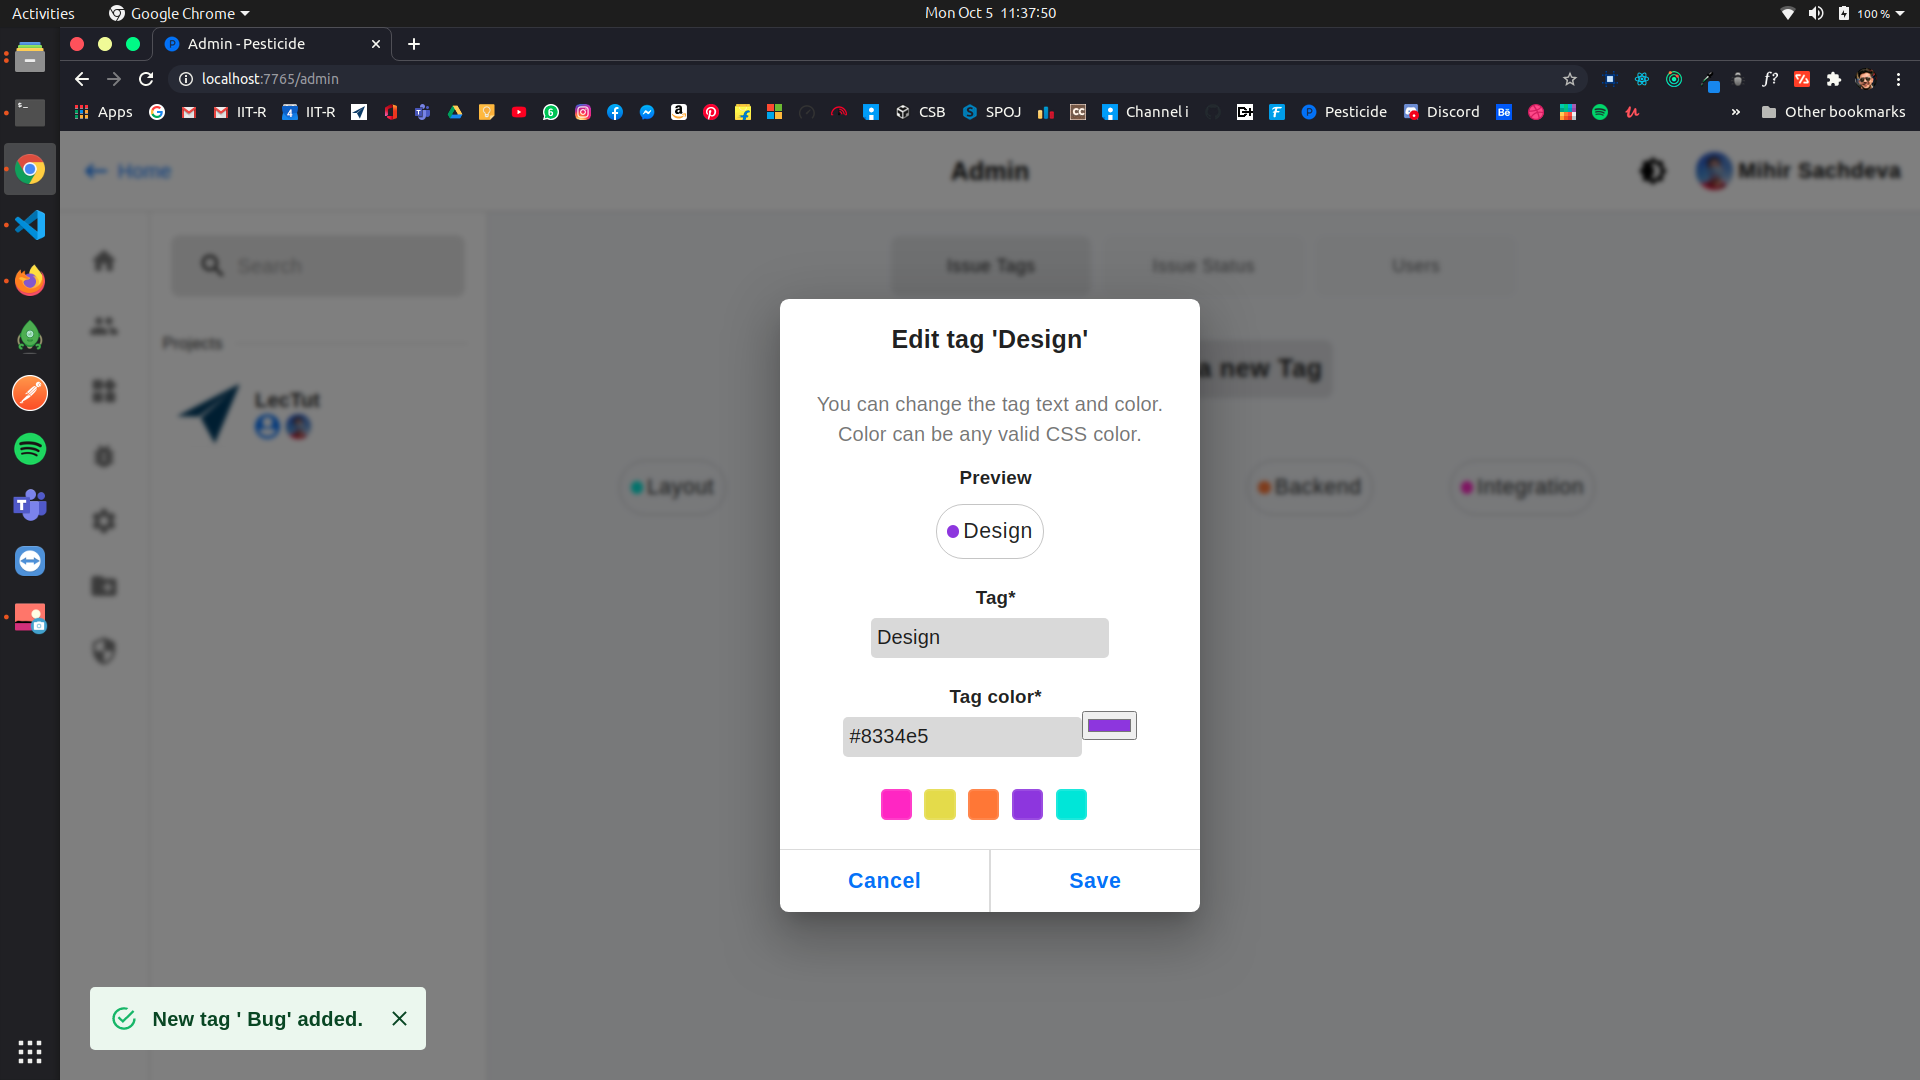 Activities
Google Chrome
Mon Oct 5 11:37:50
100 %
Admin - Pesticide
localhost:7765/admin
Apps
IIT-R
IIT-R
CSB
SPOJ
Channel i
Pesticide
Discord
»
Other bookmarks
Home
Admin
Mihir Sachdeva
Search
Issue Tags
Issue Status
Users
Projects
LecTut
a new Tag
Layout
Backend
Integration
Edit tag 'Design'
You can change the tag text and color.
Color can be any valid CSS color.
Preview
Design
Tag*
Design
Tag color*
#8334e5
Cancel
Save
New tag ' Bug' added.